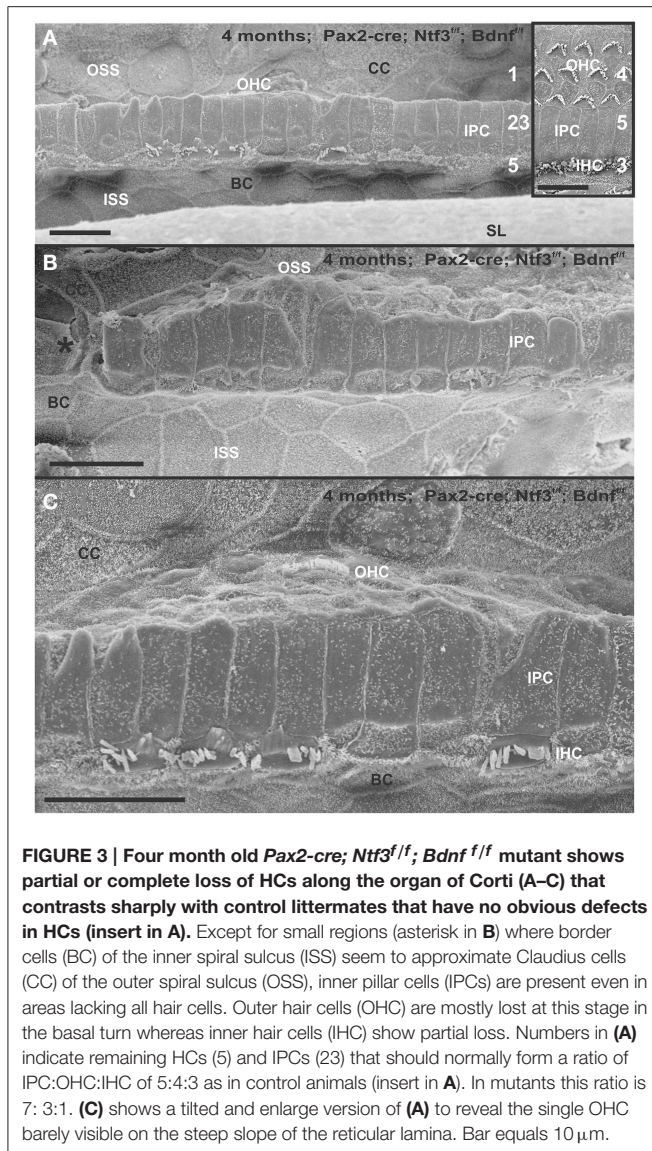 A
4 months; Pax2-cre; Ntf3f/f; Bdnff/f
OSS
CC
OHC
1
IPC
23
5
BC
ISS
SL
OHC
4
IPC
5
IHC
3
B
OSS
4 months; Pax2-cre; Ntf3f/f; Bdnff/f
CC
*
IPC
BC
ISS
C
4 months; Pax2-cre; Ntf3f/f; Bdnff/f
CC
OHC
IPC
IHC
BC
FIGURE 3 | Four month old Pax2-cre; Ntf3f/f; Bdnf f/f mutant shows
partial or complete loss of HCs along the organ of Corti (A–C) that
contrasts sharply with control littermates that have no obvious defects
in HCs (insert in A). Except for small regions (asterisk in B) where border
cells (BC) of the inner spiral sulcus (ISS) seem to approximate Claudius cells
(CC) of the outer spiral sulcus (OSS), inner pillar cells (IPCs) are present even in
areas lacking all hair cells. Outer hair cells (OHC) are mostly lost at this stage in
the basal turn whereas inner hair cells (IHC) show partial loss. Numbers in (A)
indicate remaining HCs (5) and IPCs (23) that should normally form a ratio of
IPC:OHC:IHC of 5:4:3 as in control animals (insert in A). In mutants this ratio is
7: 3:1. (C) shows a tilted and enlarge version of (A) to reveal the single OHC
barely visible on the steep slope of the reticular lamina. Bar equals 10 μm.